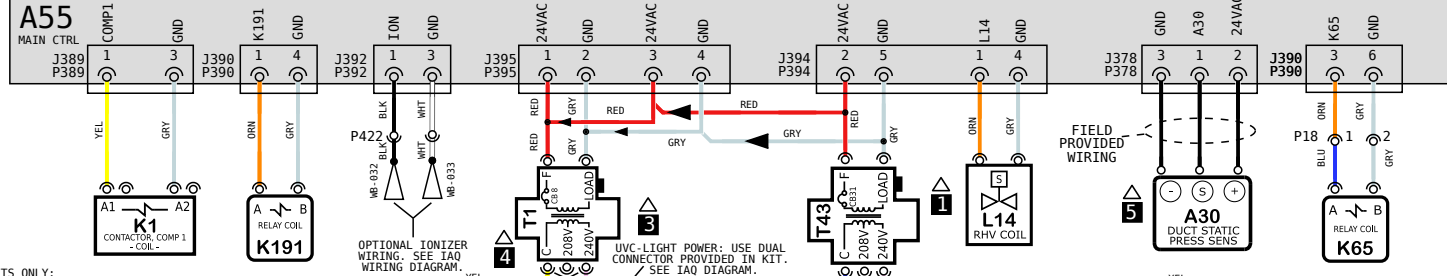 A55
MAIN CTRL
COMP1
GND
K191
GND
ION
GND
24VAC
GND
24VAC
GND
24VAC
GND
L14
GND
GND
A30
24VAC
K65
GND
J389 1 3
P389
J390 1 4
P390
J392 1 3
P392
J395 1 2 3 4
P395
J394 2 5
P394
1 4
J378 3 1 2
P378
J390 3 6
P390
YEL
GRY
ORN
GRY
BLK
WHT
RED
GRY
RED
RED
RED
GRY
ORN
GRY
ORN
GRY
P422
BLK
WHT
RED
GRY
GRY
GRY
FIELD
PROVIDED
WIRING
P18 1 2
BLU
GRY
WB-032
WB-033
A1 A2
K1
CONTACTOR, COMP 1
- COIL -
A B
RELAY COIL
K191
OPTIONAL IONIZER
WIRING. SEE IAQ
WIRING DIAGRAM.
F
CB8
LOAD
T1
C
208V
240V
4
3
UVC-LIGHT POWER: USE DUAL
CONNECTOR PROVIDED IN KIT.
SEE IAQ DIAGRAM.
F
CB31
LOAD
T43
C
208V
240V
1
S
L14
RHV COIL
5
- S +
A30
DUCT STATIC
PRESS SENS
A B
RELAY COIL
K65
TS ONLY: